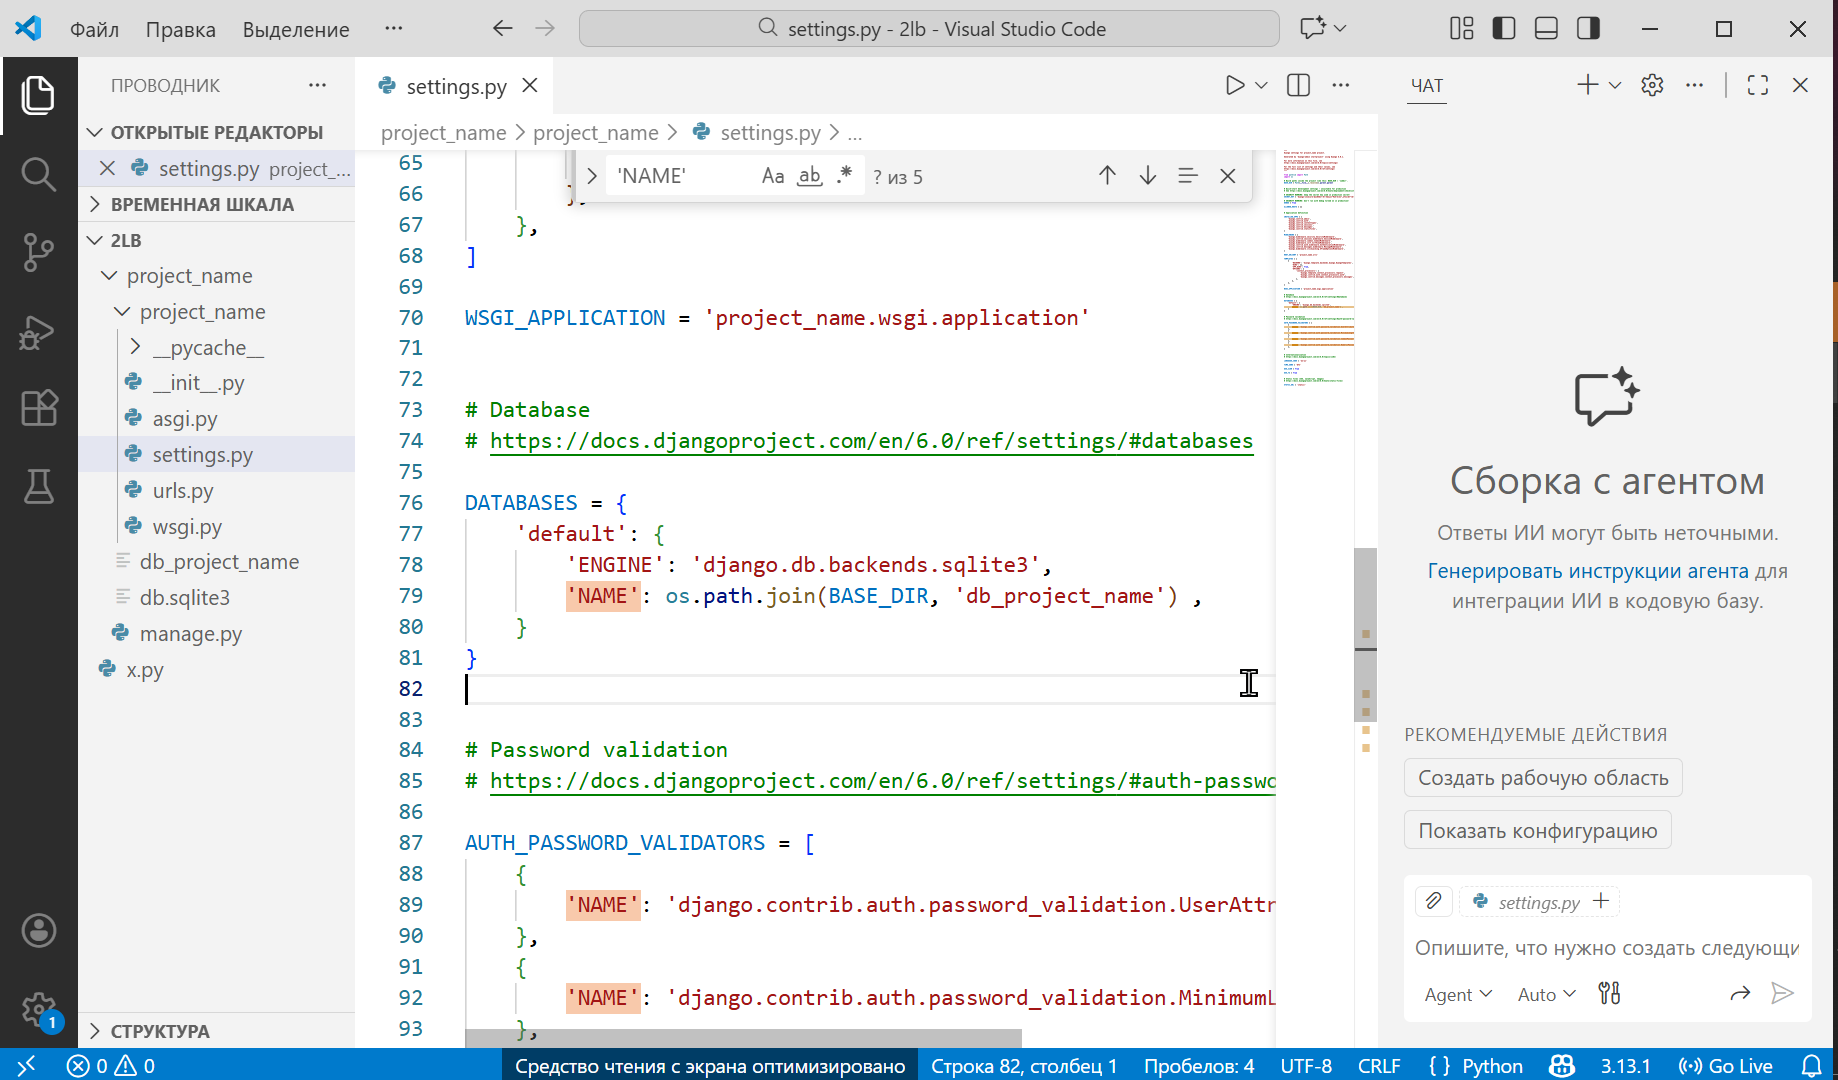 Файл Правка Выделение ··· settings.py - 2lb - Visual Studio Code
ПРОВОДНИК ···
ОТКРЫТЫЕ РЕДАКТОРЫ
settings.py project_...
ВРЕМЕННАЯ ШКАЛА
2LB
project_name
project_name
__pycache__
__init__.py
asgi.py
settings.py
urls.py
wsgi.py
db_project_name
db.sqlite3
manage.py
x.py
СТРУКТУРА
settings.py
project_name > project_name > settings.py > ...
'NAME' Aa ab .* ? из 5
65
66 ],
67 },
68 ]
69
70 WSGI_APPLICATION = 'project_name.wsgi.application'
71
72
73 # Database
74 # https://docs.djangoproject.com/en/6.0/ref/settings/#databases
75
76 DATABASES = {
77 'default': {
78 'ENGINE': 'django.db.backends.sqlite3',
79 'NAME': os.path.join(BASE_DIR, 'db_project_name') ,
80 }
81 }
82
83
84 # Password validation
85 # https://docs.djangoproject.com/en/6.0/ref/settings/#auth-passwo
86
87 AUTH_PASSWORD_VALIDATORS = [
88 {
89 'NAME': 'django.contrib.auth.password_validation.UserAttr
90 },
91 {
92 'NAME': 'django.contrib.auth.password_validation.MinimumL
93 },
ЧАТ
Сборка с агентом
Ответы ИИ могут быть неточными.
Генерировать инструкции агента для
интеграции ИИ в кодовую базу.
РЕКОМЕНДУЕМЫЕ ДЕЙСТВИЯ
Создать рабочую область
Показать конфигурацию
settings.py
Опишите, что нужно создать следующи
Agent Auto
1
0 0 Средство чтения с экрана оптимизировано Строка 82, столбец 1 Пробелов: 4 UTF-8 CRLF { } Python 3.13.1 Go Live